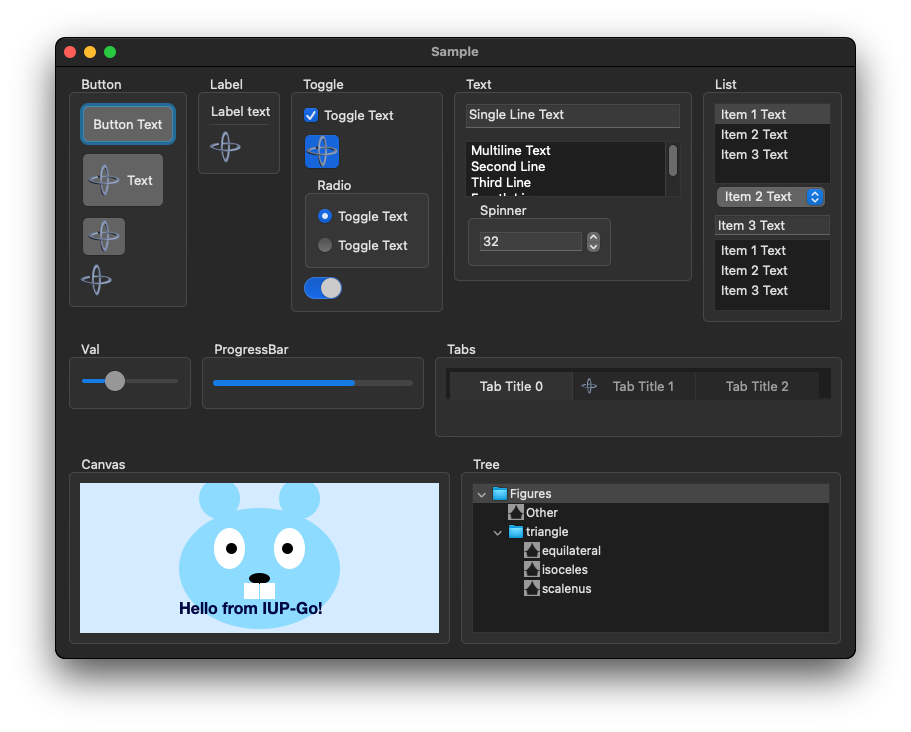 Sample
Button
Button Text
Text
Label
Label text
Toggle
Toggle Text
Radio
Toggle Text
Toggle Text
Text
Single Line Text
Multiline Text
Second Line
Third Line
Spinner
32
List
Item 1 Text
Item 2 Text
Item 3 Text
Item 2 Text
Item 3 Text
Item 1 Text
Item 2 Text
Item 3 Text
Val
ProgressBar
Tabs
Tab Title 0
Tab Title 1
Tab Title 2
Canvas
Hello from IUP-Go!
Tree
Figures
Other
triangle
equilateral
isoceles
scalenus